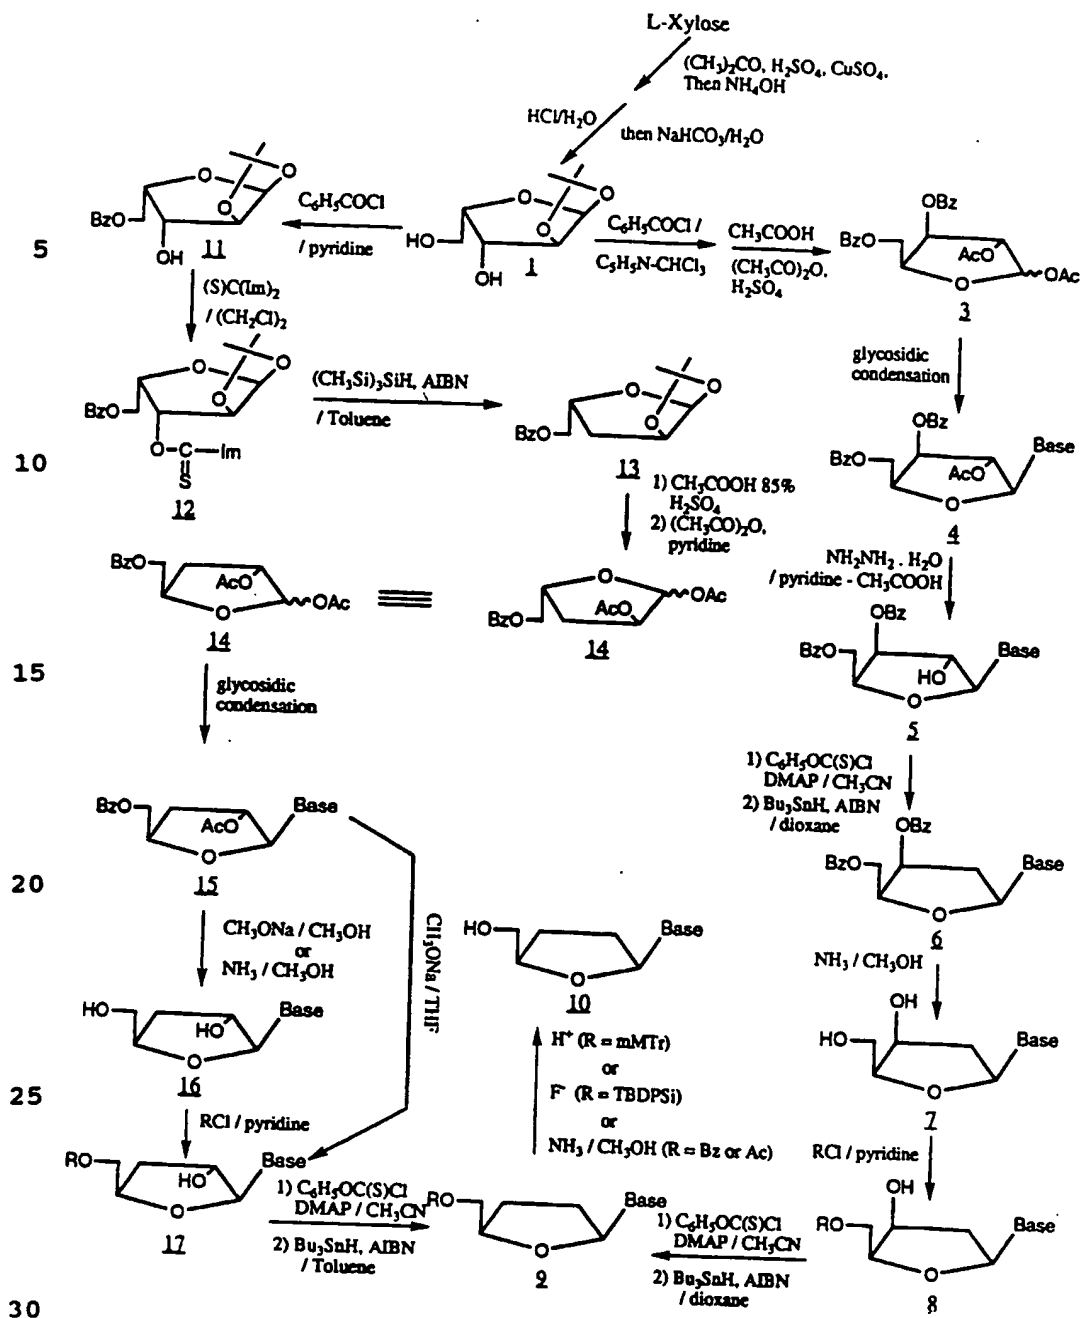 L-Xylose
(CH₃)₂CO, H₂SO₄, CuSO₄,
Then NH₄OH
HCl/H₂O
then NaHCO₃/H₂O
O
O
O
BzO
OH
11
C₆H₅COCl
/ pyridine
O
O
O
HO
OH
1
C₆H₅COCl /
C₅H₅N-CHCl₃
CH₃COOH
(CH₃CO)₂O,
H₂SO₄
OBz
BzO
AcO
O
OAc
3
5
(S)C(Im)₂
/ (CH₂Cl)₂
glycosidic
condensation
O
O
O
BzO
O-C-Im
S
12
(CH₃Si)₃SiH, AIBN
/ Toluene
O
O
O
BzO
13
OBz
BzO
AcO
O
Base
4
10
1) CH₃COOH 85%
H₂SO₄
2) (CH₃CO)₂O,
pyridine
NH₂NH₂ . H₂O
/ pyridine - CH₃COOH
BzO
AcO
O
OAc
14
O
BzO
AcO
OAc
14
OBz
BzO
HO
O
Base
5
15
glycosidic
condensation
1) C₆H₅OC(S)Cl
DMAP / CH₃CN
2) Bu₃SnH, AIBN
/ dioxane
BzO
AcO
O
Base
15
OBz
BzO
O
Base
6
20
CH₃ONa / CH₃OH
or
NH₃ / CH₃OH
CH₃ONa / THF
HO
O
Base
10
NH₃ / CH₃OH
HO
HO
O
Base
16
H⁺ (R = mMTr)
or
F⁻ (R = TBDPSi)
or
NH₃ / CH₃OH (R = Bz or Ac)
OH
HO
O
Base
7
25
RCl / pyridine
RCl / pyridine
RO
HO
O
Base
17
1) C₆H₅OC(S)Cl
DMAP / CH₃CN
2) Bu₃SnH, AIBN
/ Toluene
RO
O
Base
9
1) C₆H₅OC(S)Cl
DMAP / CH₃CN
2) Bu₃SnH, AIBN
/ dioxane
OH
RO
O
Base
8
30